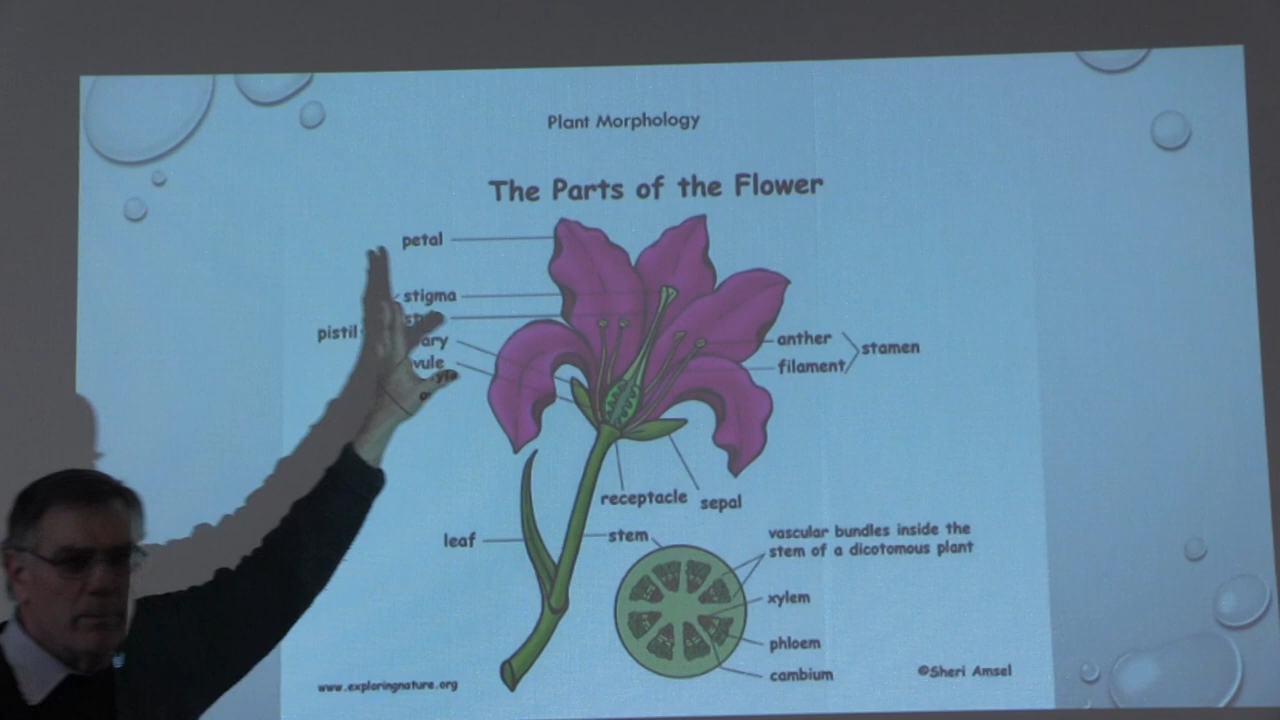 Plant Morphology
The Parts of the Flower
petal
stigma
pistil
anther
filament
stamen
receptacle
sepal
leaf
stem
vascular bundles inside the
stem of a dicotomous plant
xylem
phloem
cambium
www.exploringnature.org
©Sheri Amsel